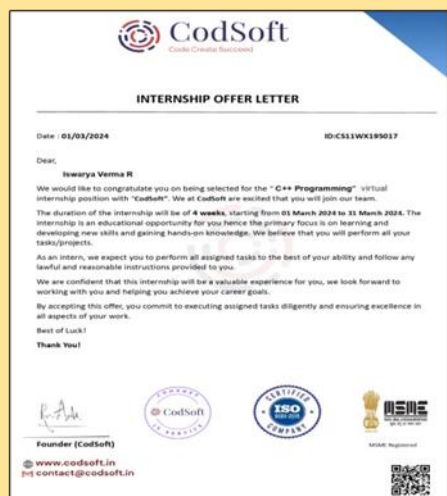 CodSoft
Code Create Succeed
INTERNSHIP OFFER LETTER
Date : 01/03/2024 ID:CS11WX195017
Dear,
Iswarya Verma R
We would like to congratulate you on being selected for the " C++ Programming" virtual
internship position with "CodSoft". We at CodSoft are excited that you will join our team.
The duration of the internship will be of 4 weeks, starting from 01 March 2024 to 31 March 2024. The
internship is an educational opportunity for you hence the primary focus is on learning and
developing new skills and gaining hands-on knowledge. We believe that you will perform all your
tasks/projects.
As an intern, we expect you to perform all assigned tasks to the best of your ability and follow any
lawful and reasonable instructions provided to you.
We are confident that this internship will be a valuable experience for you, we look forward to
working with you and helping you achieve your career goals.
By accepting this offer, you commit to executing assigned tasks diligently and ensuring excellence in
all aspects of your work.
Best of Luck!
Thank You!
CodSoft
CERTIFIED
ISO
COMPANY
MSME
Founder (CodSoft)
MSME Registered
www.codsoft.in
contact@codsoft.in